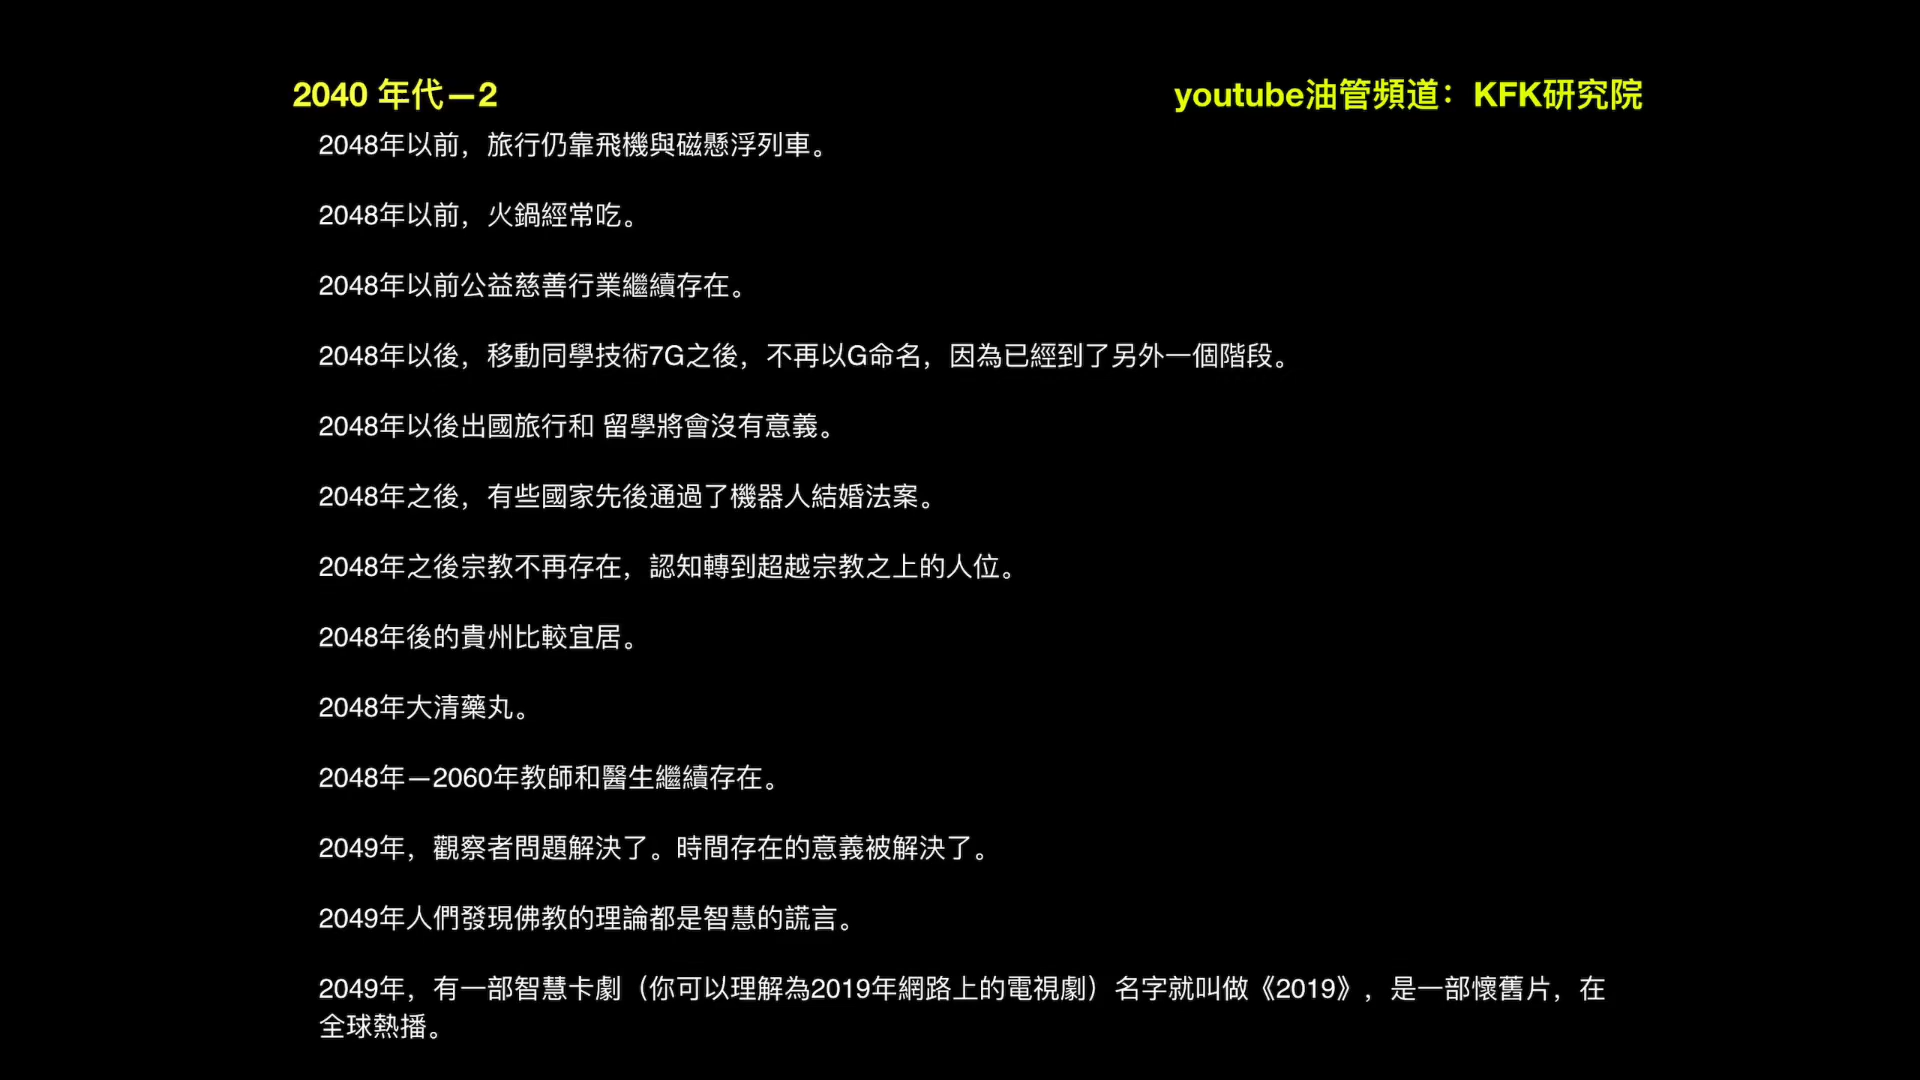 2040 年代—2
youtube油管頻道：KFK研究院
2048年以前，旅行仍靠飛機與磁懸浮列車。
2048年以前，火鍋經常吃。
2048年以前公益慈善行業繼續存在。
2048年以後，移動同學技術7G之後，不再以G命名，因為已經到了另外一個階段。
2048年以後出國旅行和 留學將會沒有意義。
2048年之後，有些國家先後通過了機器人結婚法案。
2048年之後宗教不再存在，認知轉到超越宗教之上的人位。
2048年後的貴州比較宜居。
2048年大清藥丸。
2048年—2060年教師和醫生繼續存在。
2049年，觀察者問題解決了。時間存在的意義被解決了。
2049年人們發現佛教的理論都是智慧的謊言。
2049年，有一部智慧卡劇（你可以理解為2019年網路上的電視劇）名字就叫做《2019》，是一部懷舊片，在
全球熱播。